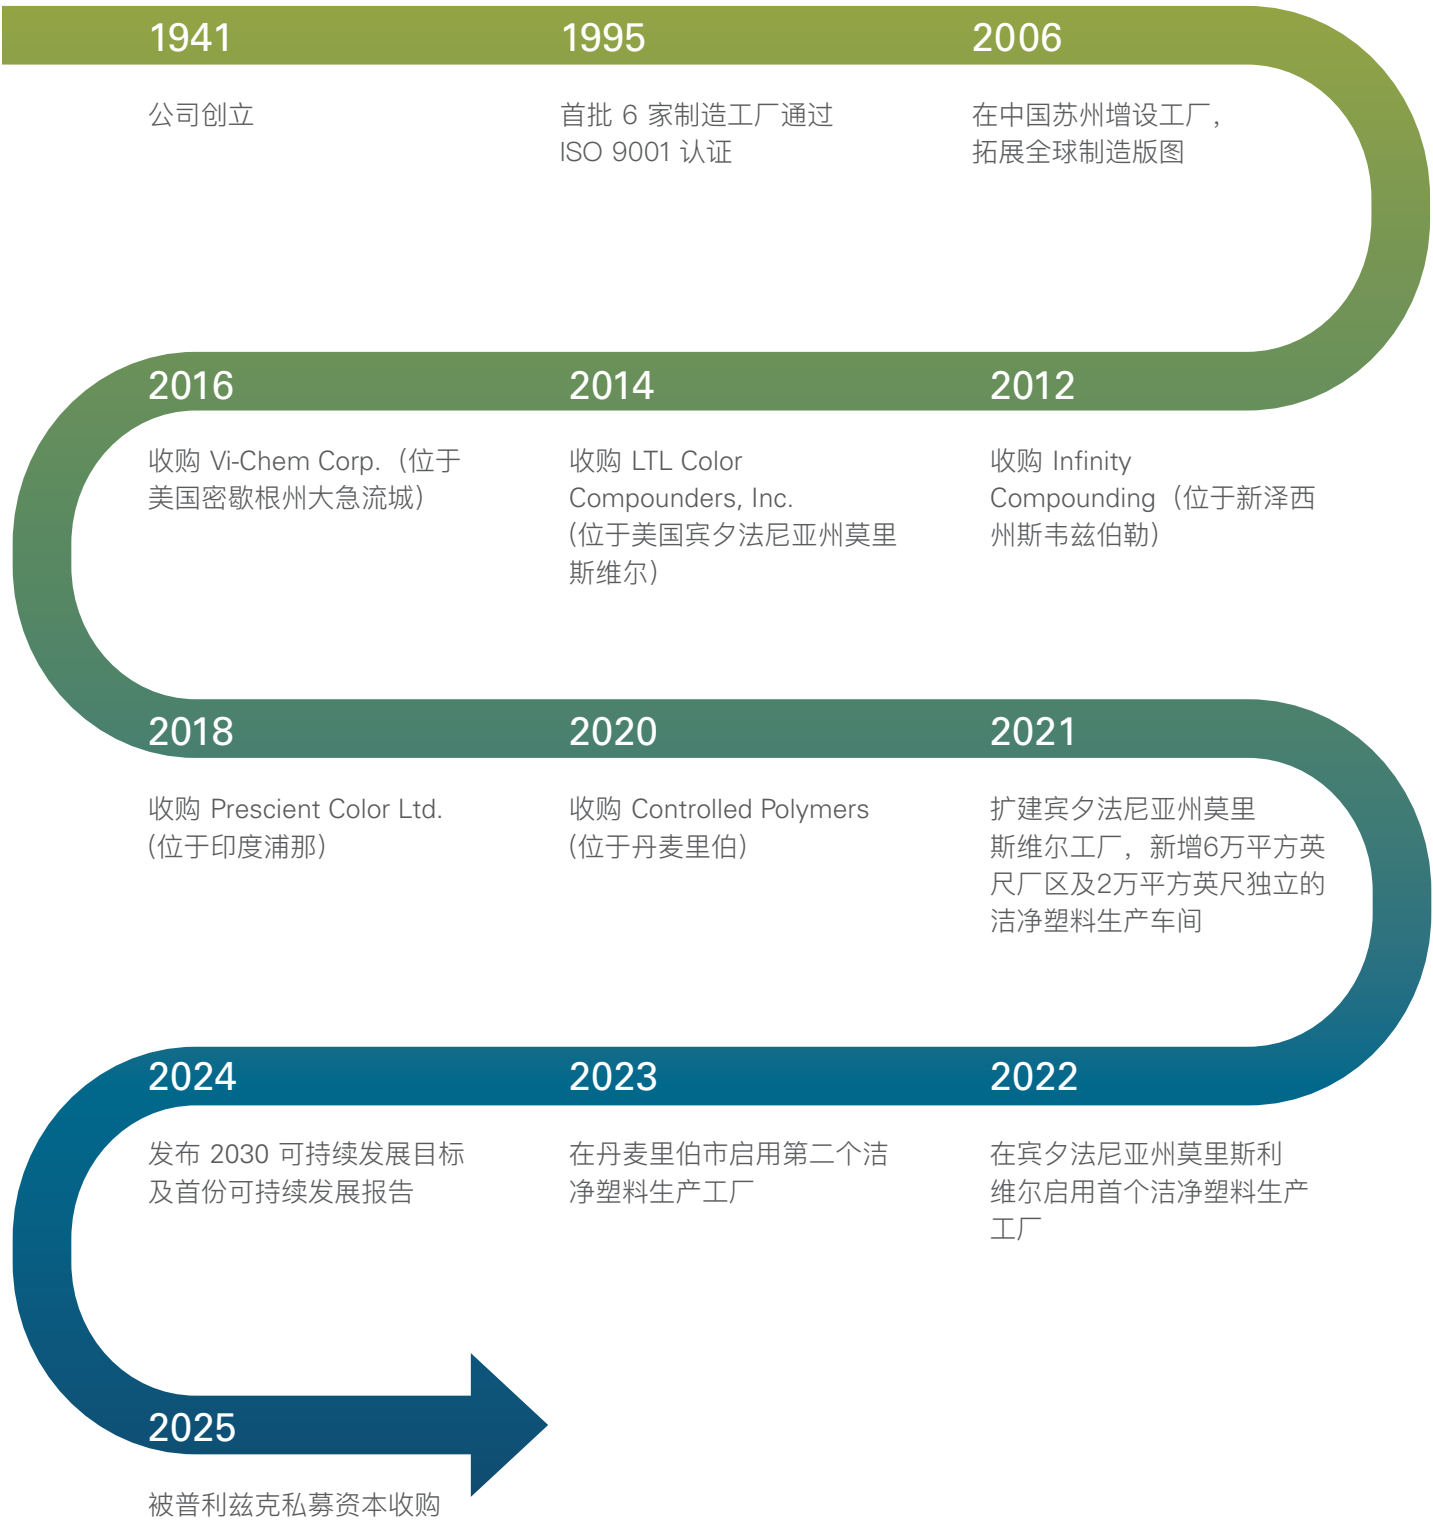 1941
公司创立
1995
首批 6 家制造工厂通过
ISO 9001 认证
2006
在中国苏州增设工厂，
拓展全球制造版图
2012
收购 Infinity
Compounding（位于新泽西
州斯韦兹伯勒）
2014
收购 LTL Color
Compounders, Inc.
(位于美国宾夕法尼亚州莫里
斯维尔）
2016
收购 Vi-Chem Corp.（位于
美国密歇根州大急流城）
2018
收购 Prescient Color Ltd.
(位于印度浦那）
2020
收购 Controlled Polymers
(位于丹麦里伯）
2021
扩建宾夕法尼亚州莫里
斯维尔工厂，新增6万平方英
尺厂区及2万平方英尺独立的
洁净塑料生产车间
2022
在宾夕法尼亚州莫里斯利
维尔启用首个洁净塑料生产
工厂
2023
在丹麦里伯市启用第二个洁
净塑料生产工厂
2024
发布 2030 可持续发展目标
及首份可持续发展报告
2025
被普利兹克私募资本收购